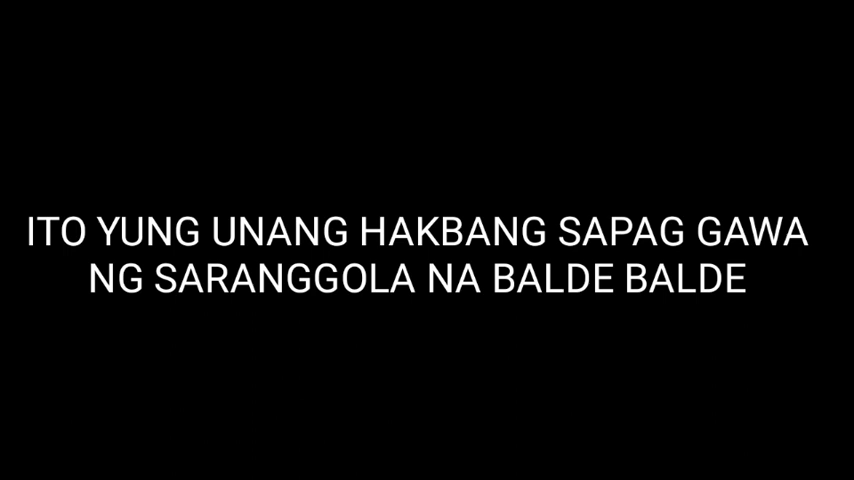 ITO YUNG UNANG HAKBANG SAPAG GAWA
NG SARANGGOLA NA BALDE BALDE